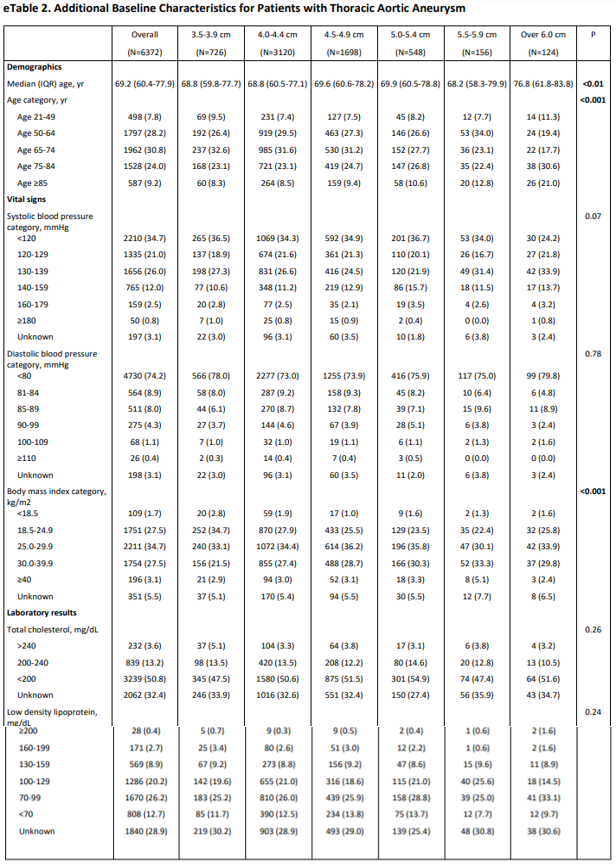 eTable 2. Additional Baseline Characteristics for Patients with Thoracic Aortic Aneurysm
Overall 3.5-3.9 cm 4.0-4.4 cm 4.5-4.9 cm 5.0-5.4 cm 5.5-5.9 cm Over 6.0 cm P
(N=6372) (N=726) (N=3120) (N=1698) (N=548) (N=156) (N=124)
Demographics
Median (IQR) age, yr 69.2 (60.4-77.9) 68.8 (59.8-77.7) 68.8 (60.5-77.1) 69.6 (60.6-78.2) 69.9 (60.5-78.8) 68.2 (58.3-79.9) 76.8 (61.8-83.8) <0.01
Age category, yr <0.001
Age 21-49 498 (7.8) 69 (9.5) 231 (7.4) 127 (7.5) 45 (8.2) 12 (7.7) 14 (11.3)
Age 50-64 1797 (28.2) 192 (26.4) 919 (29.5) 463 (27.3) 146 (26.6) 53 (34.0) 24 (19.4)
Age 65-74 1962 (30.8) 237 (32.6) 985 (31.6) 530 (31.2) 152 (27.7) 36 (23.1) 22 (17.7)
Age 75-84 1528 (24.0) 168 (23.1) 721 (23.1) 419 (24.7) 147 (26.8) 35 (22.4) 38 (30.6)
Age ≥85 587 (9.2) 60 (8.3) 264 (8.5) 159 (9.4) 58 (10.6) 20 (12.8) 26 (21.0)
Vital signs
Systolic blood pressure 0.07
category, mmHg
<120 2210 (34.7) 265 (36.5) 1069 (34.3) 592 (34.9) 201 (36.7) 53 (34.0) 30 (24.2)
120-129 1335 (21.0) 137 (18.9) 674 (21.6) 361 (21.3) 110 (20.1) 26 (16.7) 27 (21.8)
130-139 1656 (26.0) 198 (27.3) 831 (26.6) 416 (24.5) 120 (21.9) 49 (31.4) 42 (33.9)
140-159 765 (12.0) 77 (10.6) 348 (11.2) 219 (12.9) 86 (15.7) 18 (11.5) 17 (13.7)
160-179 159 (2.5) 20 (2.8) 77 (2.5) 35 (2.1) 19 (3.5) 4 (2.6) 4 (3.2)
≥180 50 (0.8) 7 (1.0) 25 (0.8) 15 (0.9) 2 (0.4) 0 (0.0) 1 (0.8)
Unknown 197 (3.1) 22 (3.0) 96 (3.1) 60 (3.5) 10 (1.8) 6 (3.8) 3 (2.4)
Diastolic blood pressure 0.78
category, mmHg
<80 4730 (74.2) 566 (78.0) 2277 (73.0) 1255 (73.9) 416 (75.9) 117 (75.0) 99 (79.8)
81-84 564 (8.9) 58 (8.0) 287 (9.2) 158 (9.3) 45 (8.2) 10 (6.4) 6 (4.8)
85-89 511 (8.0) 44 (6.1) 270 (8.7) 132 (7.8) 39 (7.1) 15 (9.6) 11 (8.9)
90-99 275 (4.3) 27 (3.7) 144 (4.6) 67 (3.9) 28 (5.1) 6 (3.8) 3 (2.4)
100-109 68 (1.1) 7 (1.0) 32 (1.0) 19 (1.1) 6 (1.1) 2 (1.3) 2 (1.6)
≥110 26 (0.4) 2 (0.3) 14 (0.4) 7 (0.4) 3 (0.5) 0 (0.0) 0 (0.0)
Unknown 198 (3.1) 22 (3.0) 96 (3.1) 60 (3.5) 11 (2.0) 6 (3.8) 3 (2.4)
Body mass index category, <0.001
kg/m2
<18.5 109 (1.7) 20 (2.8) 59 (1.9) 17 (1.0) 9 (1.6) 2 (1.3) 2 (1.6)
18.5-24.9 1751 (27.5) 252 (34.7) 870 (27.9) 433 (25.5) 129 (23.5) 35 (22.4) 32 (25.8)
25.0-29.9 2211 (34.7) 240 (33.1) 1072 (34.4) 614 (36.2) 196 (35.8) 47 (30.1) 42 (33.9)
30.0-39.9 1754 (27.5) 156 (21.5) 855 (27.4) 488 (28.7) 166 (30.3) 52 (33.3) 37 (29.8)
≥40 196 (3.1) 21 (2.9) 94 (3.0) 52 (3.1) 18 (3.3) 8 (5.1) 3 (2.4)
Unknown 351 (5.5) 37 (5.1) 170 (5.4) 94 (5.5) 30 (5.5) 12 (7.7) 8 (6.5)
Laboratory results
Total cholesterol, mg/dL 0.26
>240 232 (3.6) 37 (5.1) 104 (3.3) 64 (3.8) 17 (3.1) 6 (3.8) 4 (3.2)
200-240 839 (13.2) 98 (13.5) 420 (13.5) 208 (12.2) 80 (14.6) 20 (12.8) 13 (10.5)
<200 3239 (50.8) 345 (47.5) 1580 (50.6) 875 (51.5) 301 (54.9) 74 (47.4) 64 (51.6)
Unknown 2062 (32.4) 246 (33.9) 1016 (32.6) 551 (32.4) 150 (27.4) 56 (35.9) 43 (34.7)
Low density lipoprotein, 0.24
mg/dL
≥200 28 (0.4) 5 (0.7) 9 (0.3) 9 (0.5) 2 (0.4) 1 (0.6) 2 (1.6)
160-199 171 (2.7) 25 (3.4) 80 (2.6) 51 (3.0) 12 (2.2) 1 (0.6) 2 (1.6)
130-159 569 (8.9) 67 (9.2) 273 (8.8) 156 (9.2) 47 (8.6) 15 (9.6) 11 (8.9)
100-129 1286 (20.2) 142 (19.6) 655 (21.0) 316 (18.6) 115 (21.0) 40 (25.6) 18 (14.5)
70-99 1670 (26.2) 183 (25.2) 810 (26.0) 439 (25.9) 158 (28.8) 39 (25.0) 41 (33.1)
<70 808 (12.7) 85 (11.7) 390 (12.5) 234 (13.8) 75 (13.7) 12 (7.7) 12 (9.7)
Unknown 1840 (28.9) 219 (30.2) 903 (28.9) 493 (29.0) 139 (25.4) 48 (30.8) 38 (30.6)